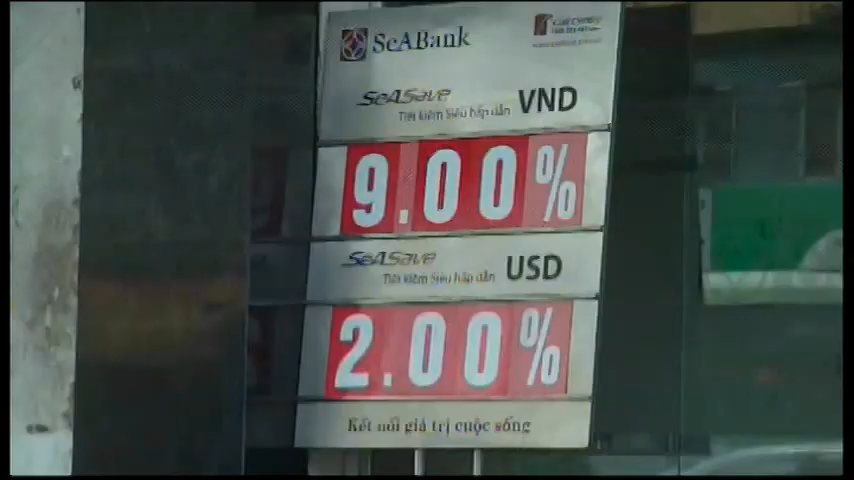 SeABank
SeASave
Tiết kiệm Siêu hấp dẫn VND
9.00%
SeASave
Tiết kiệm Siêu hấp dẫn USD
2.00%
Kết nối giá trị cuộc sống